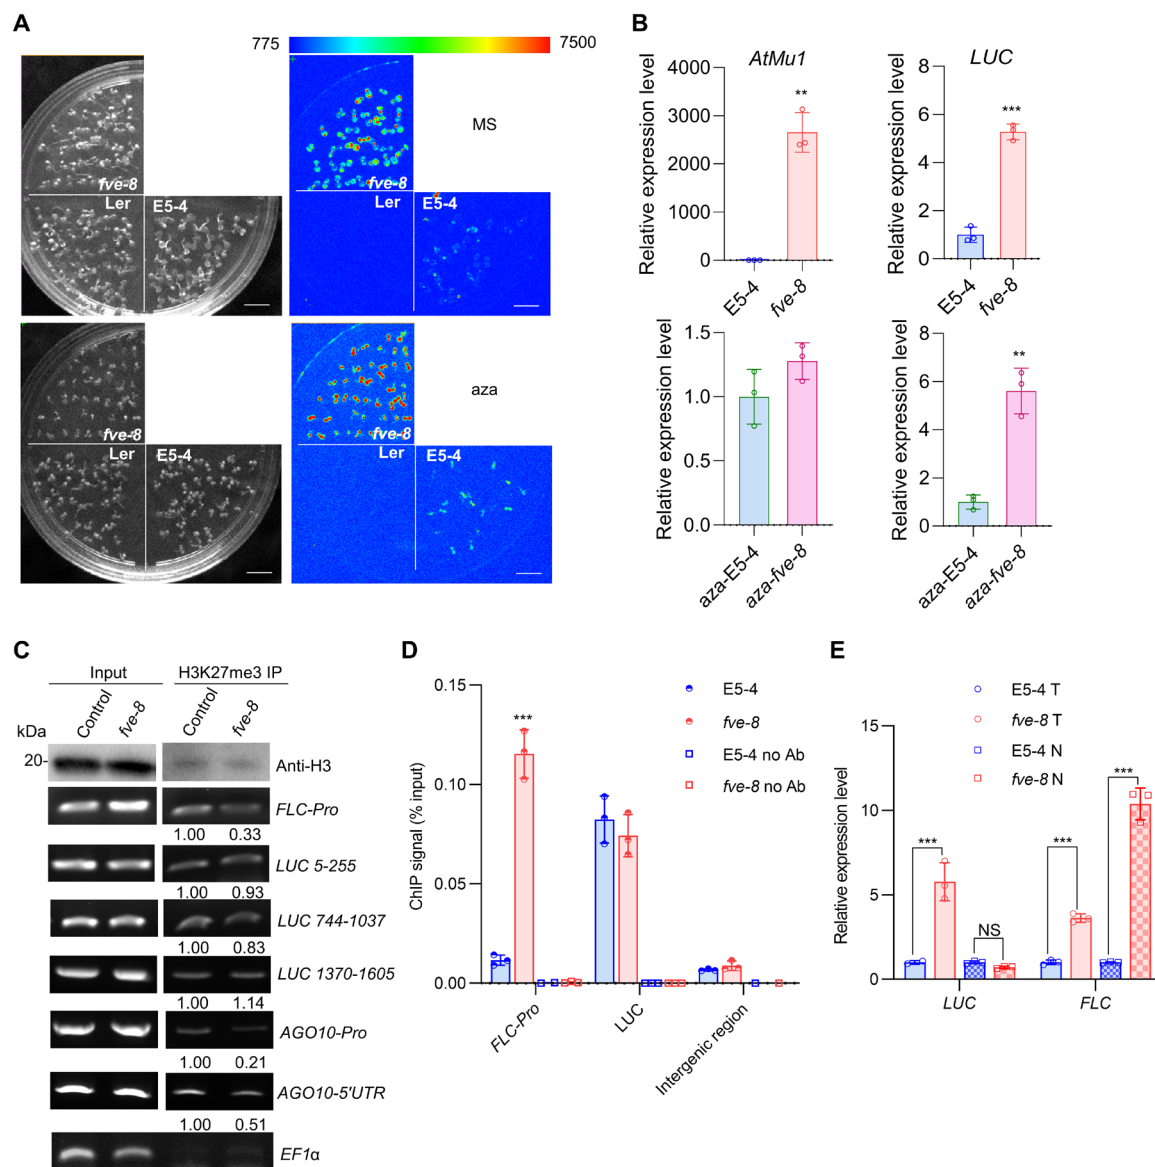 A
775
7500
fve-8
Ler
E5-4
fve-8
Ler
E5-4
MS
fve-8
Ler
E5-4
fve-8
Ler
E5-4
aza
B
AtMu1
Relative expression level
4000
3000
2000
1000
0
**
E5-4
fve-8
LUC
Relative expression level
8
6
4
2
0
***
E5-4
fve-8
Relative expression level
1.5
1.0
0.5
0.0
aza-E5-4
aza-fve-8
Relative expression level
8
6
4
2
0
**
aza-E5-4
aza-fve-8
C
Input
H3K27me3 IP
Control
fve-8
Control
fve-8
kDa
20-
Anti-H3
FLC-Pro
1.00 0.33
LUC 5-255
1.00 0.93
LUC 744-1037
1.00 0.83
LUC 1370-1605
1.00 1.14
AGO10-Pro
1.00 0.21
AGO10-5'UTR
1.00 0.51
EF1α
D
ChIP signal (% input)
0.15
0.10
0.05
0.00
***
E5-4
fve-8
E5-4 no Ab
fve-8 no Ab
FLC-Pro
LUC
Intergenic region
E
E5-4 T
fve-8 T
E5-4 N
fve-8 N
Relative expression level
15
10
5
0
***
NS
***
***
LUC
FLC